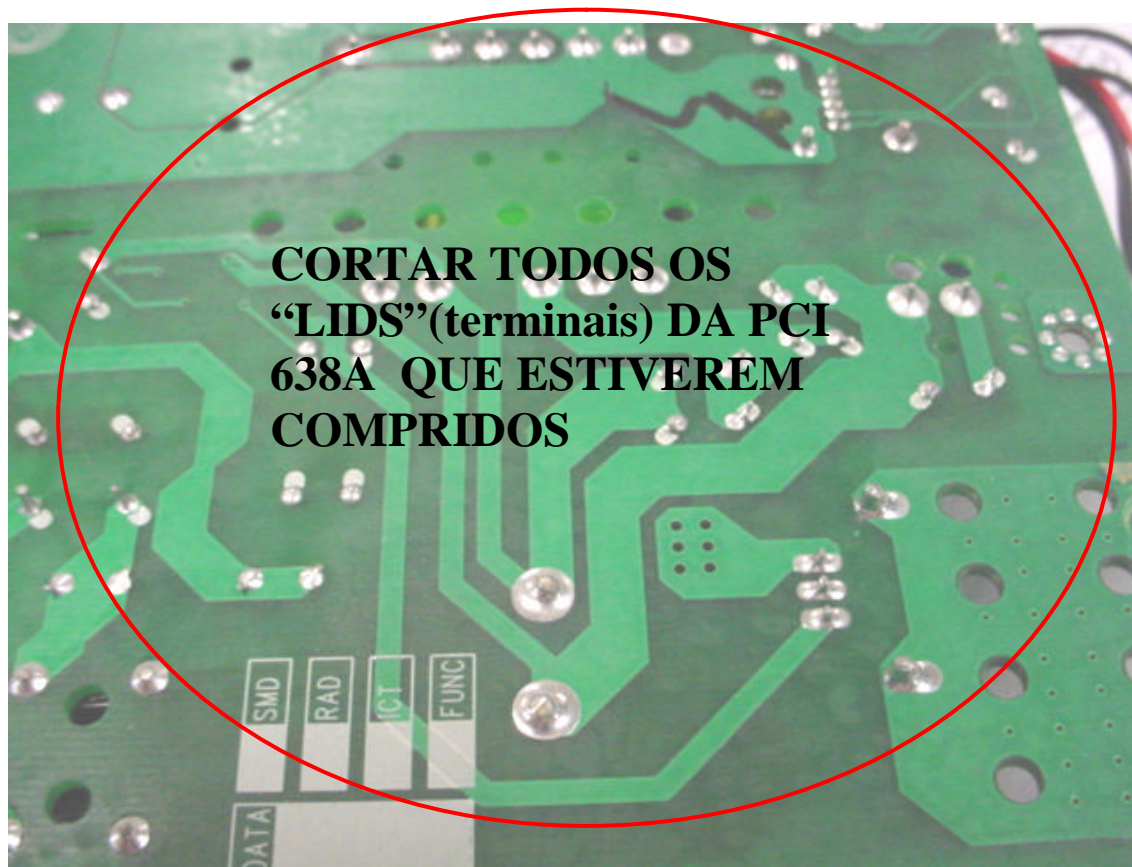 CORTAR TODOS OS
“LIDS”(terminais) DA PCI
638A QUE ESTIVEREM
COMPRIDOS
SMD
RAD
ICT
FUNC
DATA